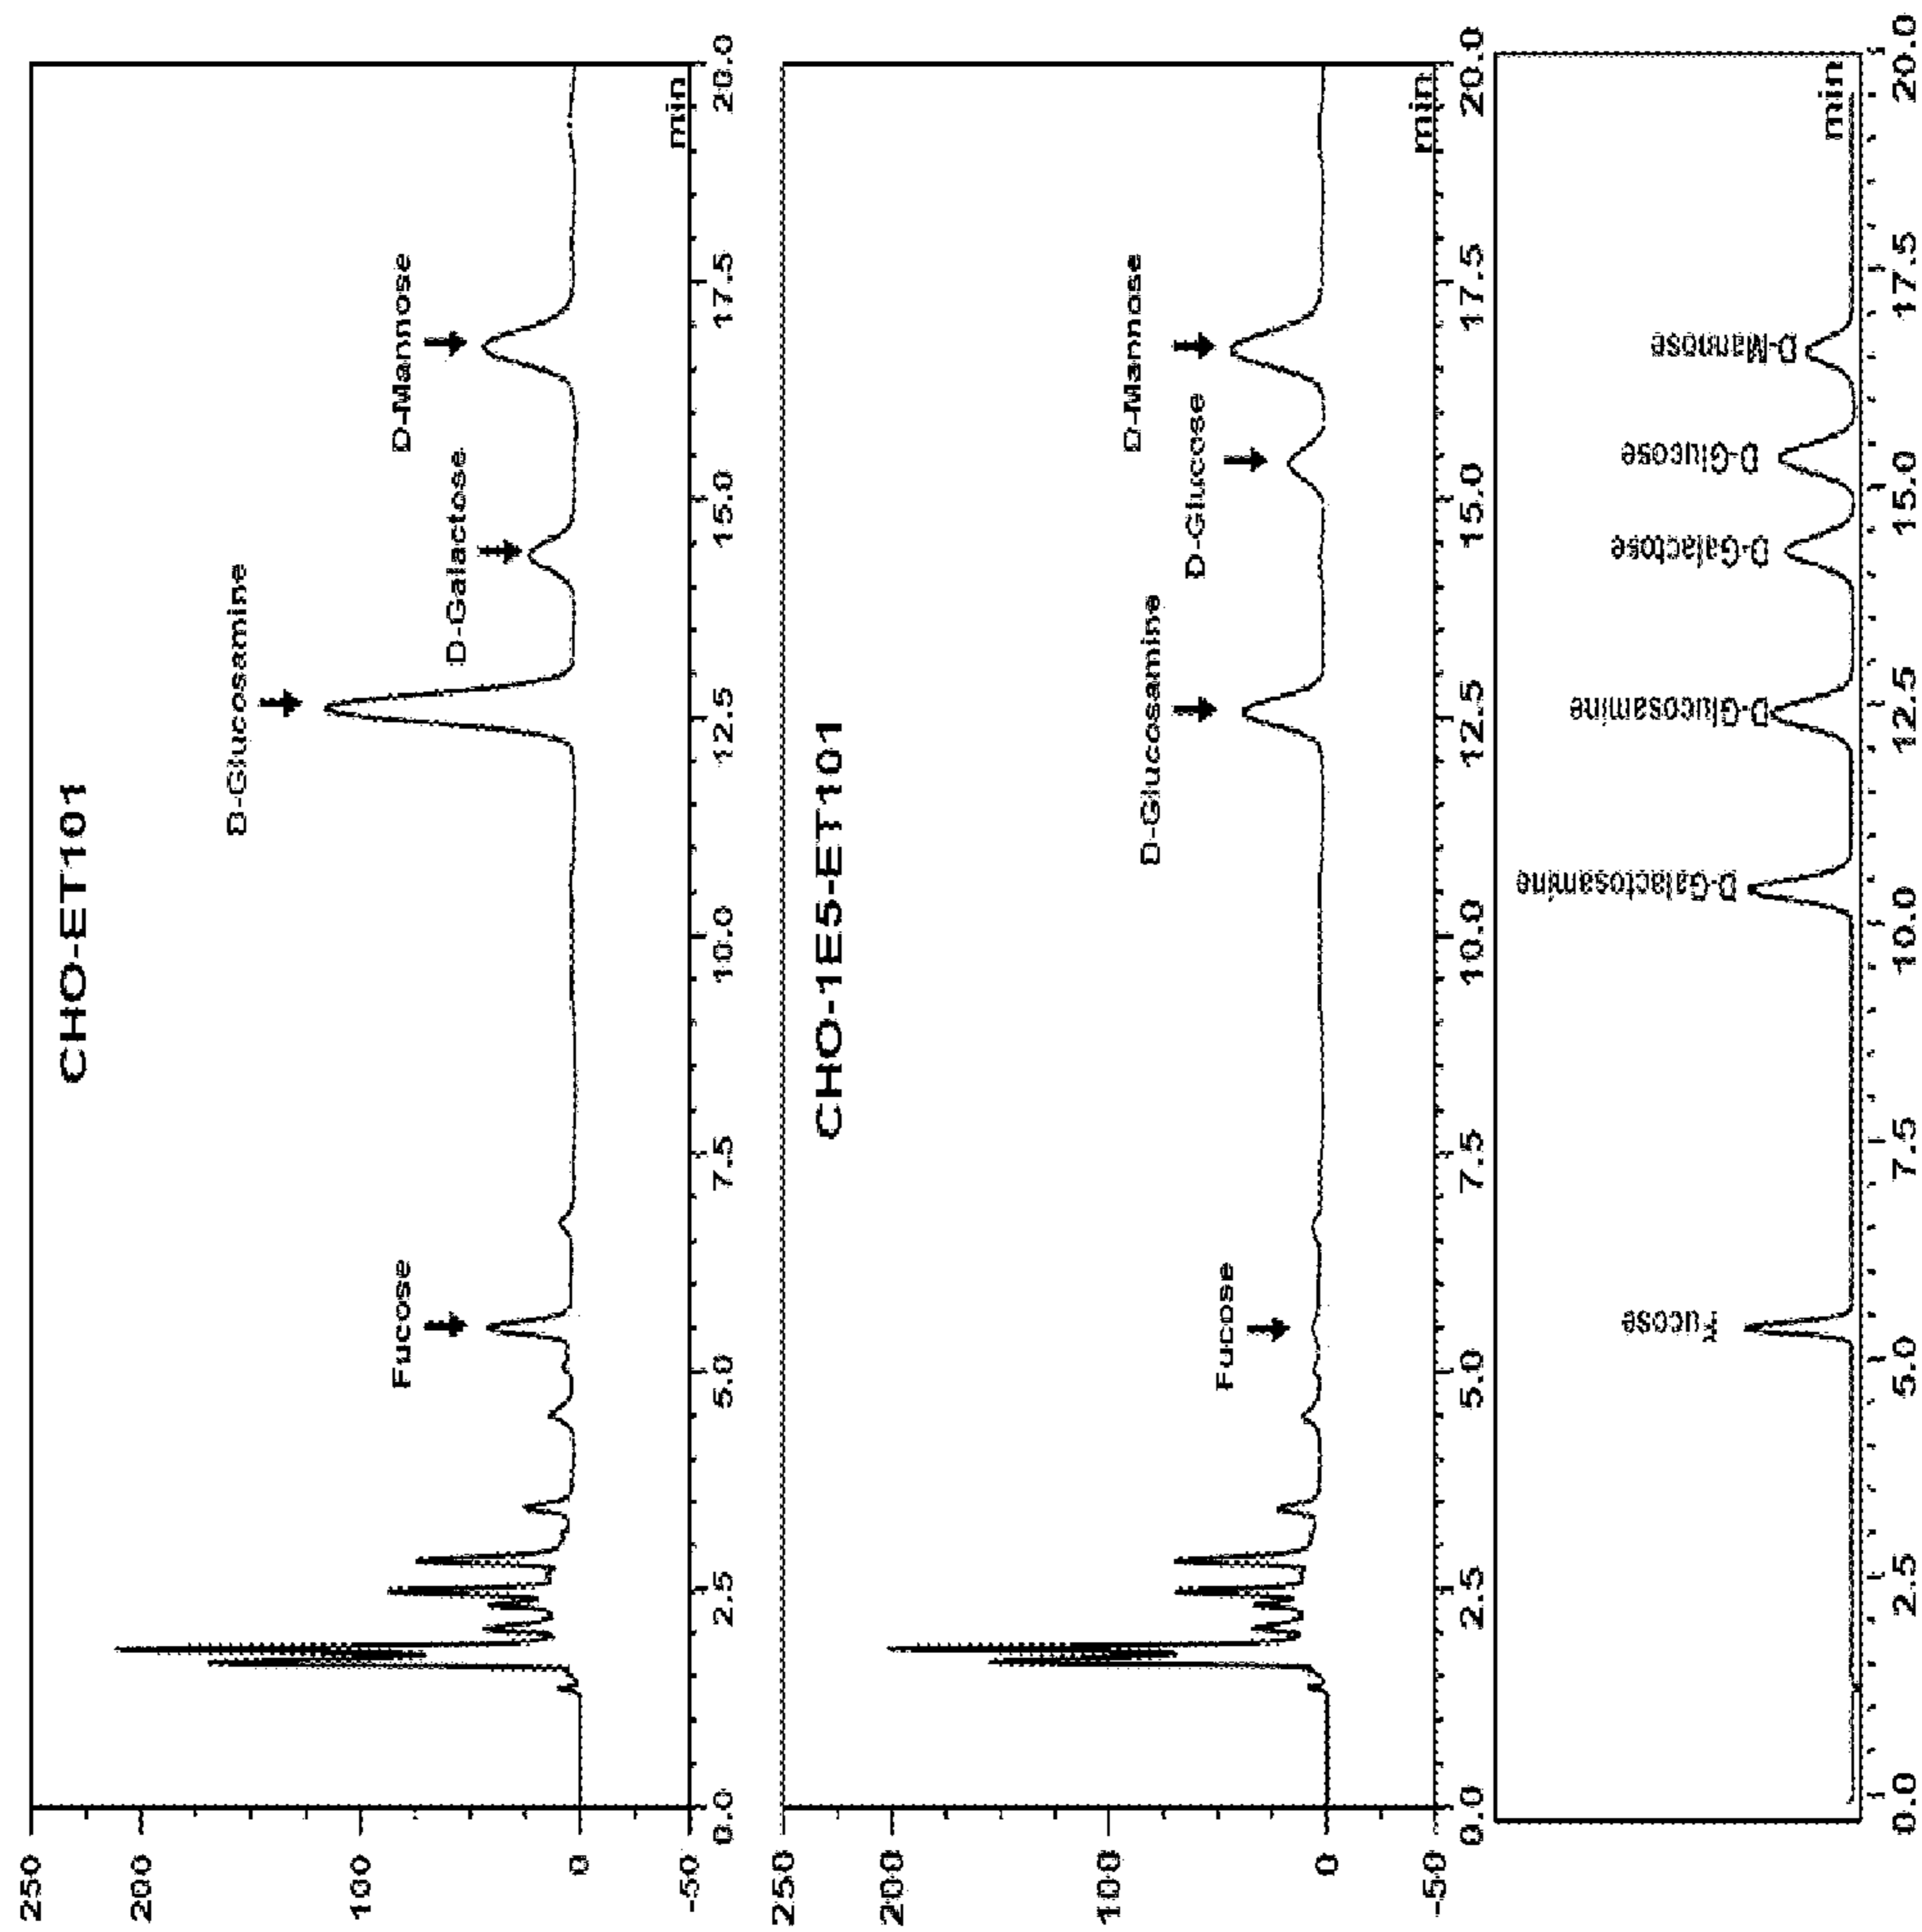 CHO-ET101
250
200
100
0
-50
Fucose
D-Glucosamine
D-Galactose
D-Mannose
min
0.0 2.5 5.0 7.5 10.0 12.5 15.0 17.5 20.0
CHO-1E5-ET101
250
200
100
0
-50
Fucose
D-Glucosamine
D-Glucose
D-Mannose
min
0.0 2.5 5.0 7.5 10.0 12.5 15.0 17.5 20.0
Fucose
D-Galactosamine
D-Glucosamine
D-Galactose
D-Glucose
D-Mannose
min
0.0 2.5 5.0 7.5 10.0 12.5 15.0 17.5 20.0